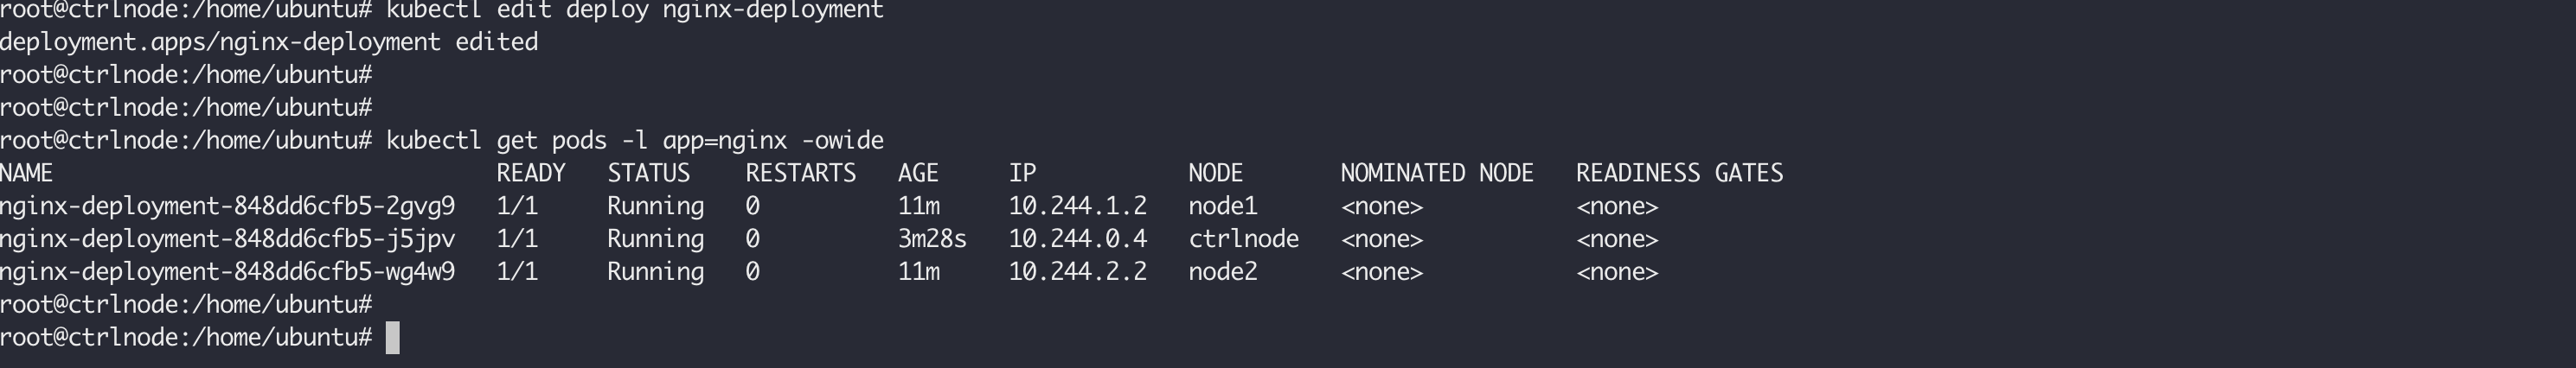 root@ctrlnode:/home/ubuntu# kubectl edit deploy nginx-deployment
deployment.apps/nginx-deployment edited
root@ctrlnode:/home/ubuntu#
root@ctrlnode:/home/ubuntu#
root@ctrlnode:/home/ubuntu# kubectl get pods -l app=nginx -owide
NAME READY STATUS RESTARTS AGE IP NODE NOMINATED NODE READINESS GATES
nginx-deployment-848dd6cfb5-2gvg9 1/1 Running 0 11m 10.244.1.2 node1 <none> <none>
nginx-deployment-848dd6cfb5-j5jpv 1/1 Running 0 3m28s 10.244.0.4 ctrlnode <none> <none>
nginx-deployment-848dd6cfb5-wg4w9 1/1 Running 0 11m 10.244.2.2 node2 <none> <none>
root@ctrlnode:/home/ubuntu#
root@ctrlnode:/home/ubuntu#